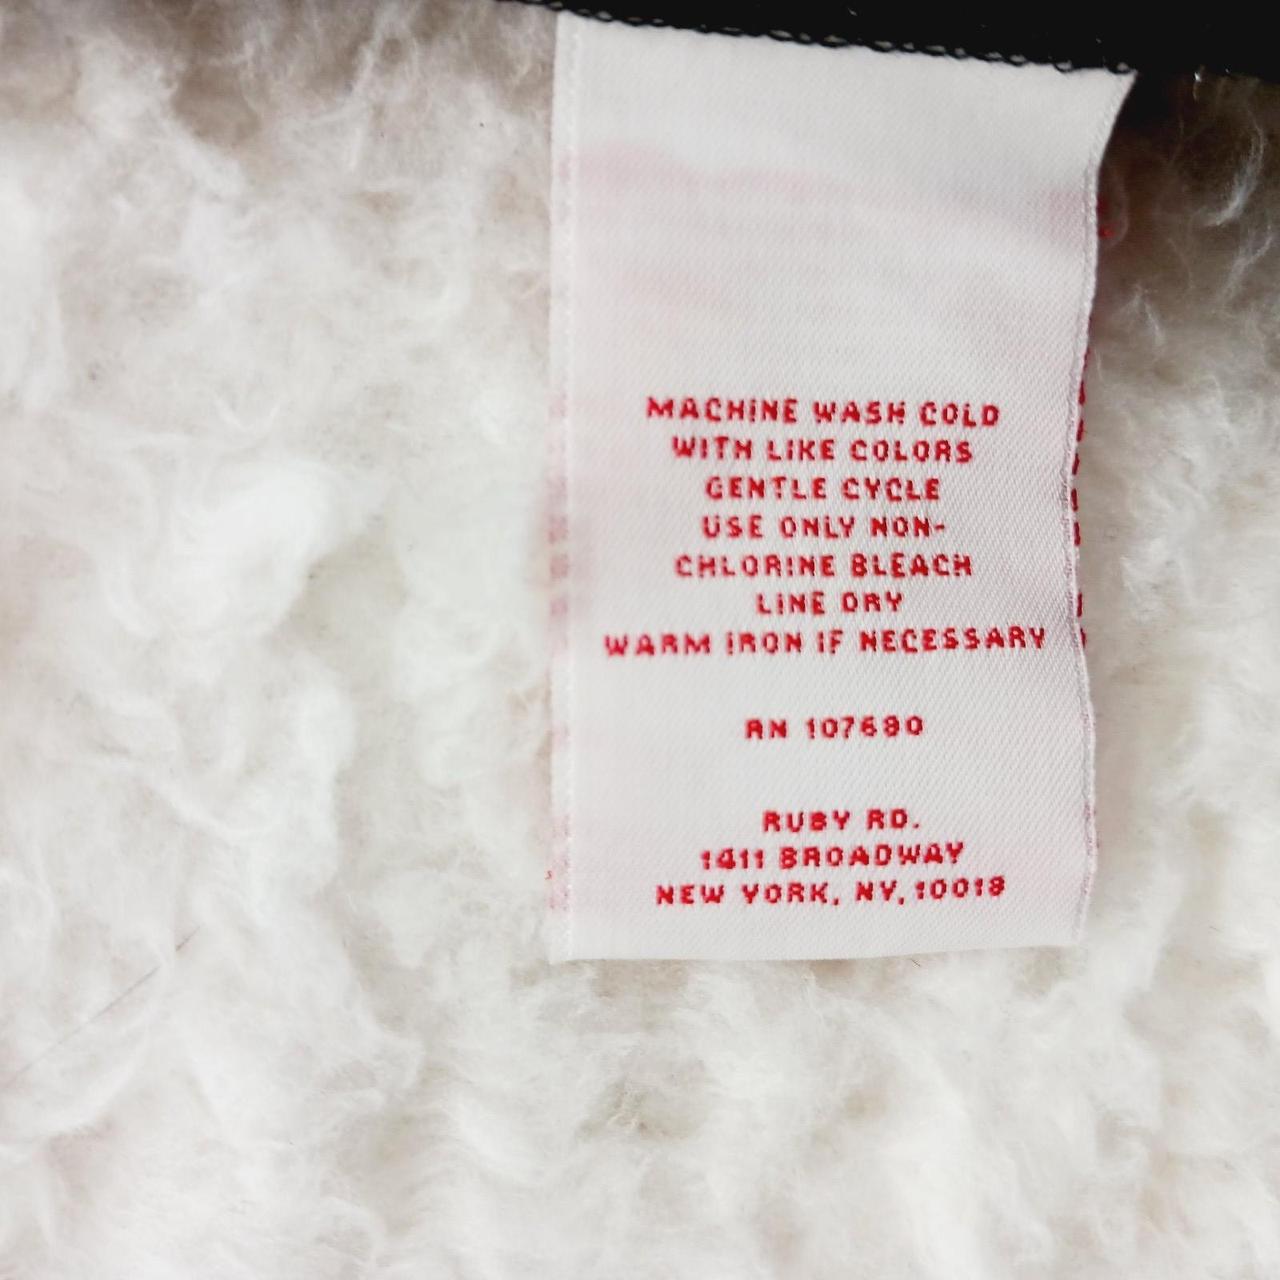 MACHINE WASH COLD
WITH LIKE COLORS
GENTLE CYCLE
USE ONLY NON-
CHLORINE BLEACH
LINE DRY
WARM IRON IF NECESSARY
RN 107680
RUBY RD.
1411 BROADWAY
NEW YORK, NY, 10018